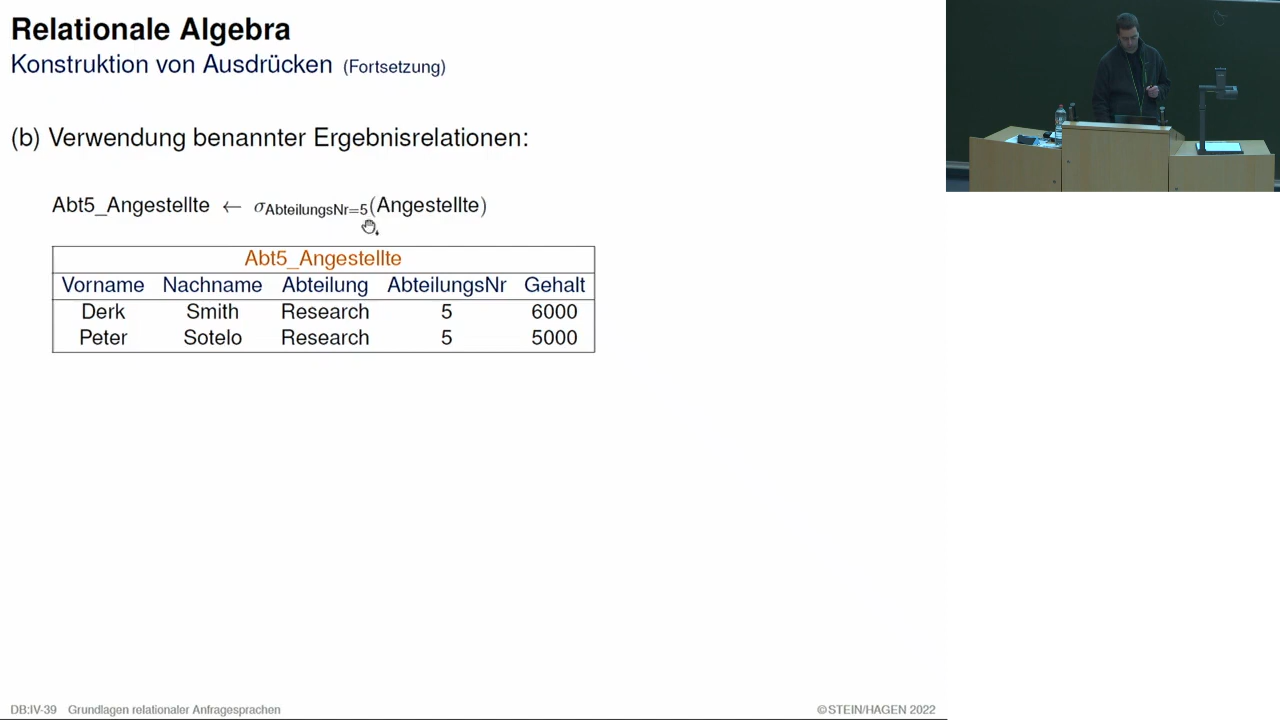 Relationale Algebra
Konstruktion von Ausdrücken (Fortsetzung)
(b) Verwendung benannter Ergebnisrelationen:
Abt5_Angestellte ← σAbteilungsNr=5(Angestellte)
Abt5_Angestellte
Vorname Nachname Abteilung AbteilungsNr Gehalt
Derk Smith Research 5 6000
Peter Sotelo Research 5 5000
DB:IV-39 Grundlagen relationaler Anfragesprachen ©STEIN/HAGEN 2022